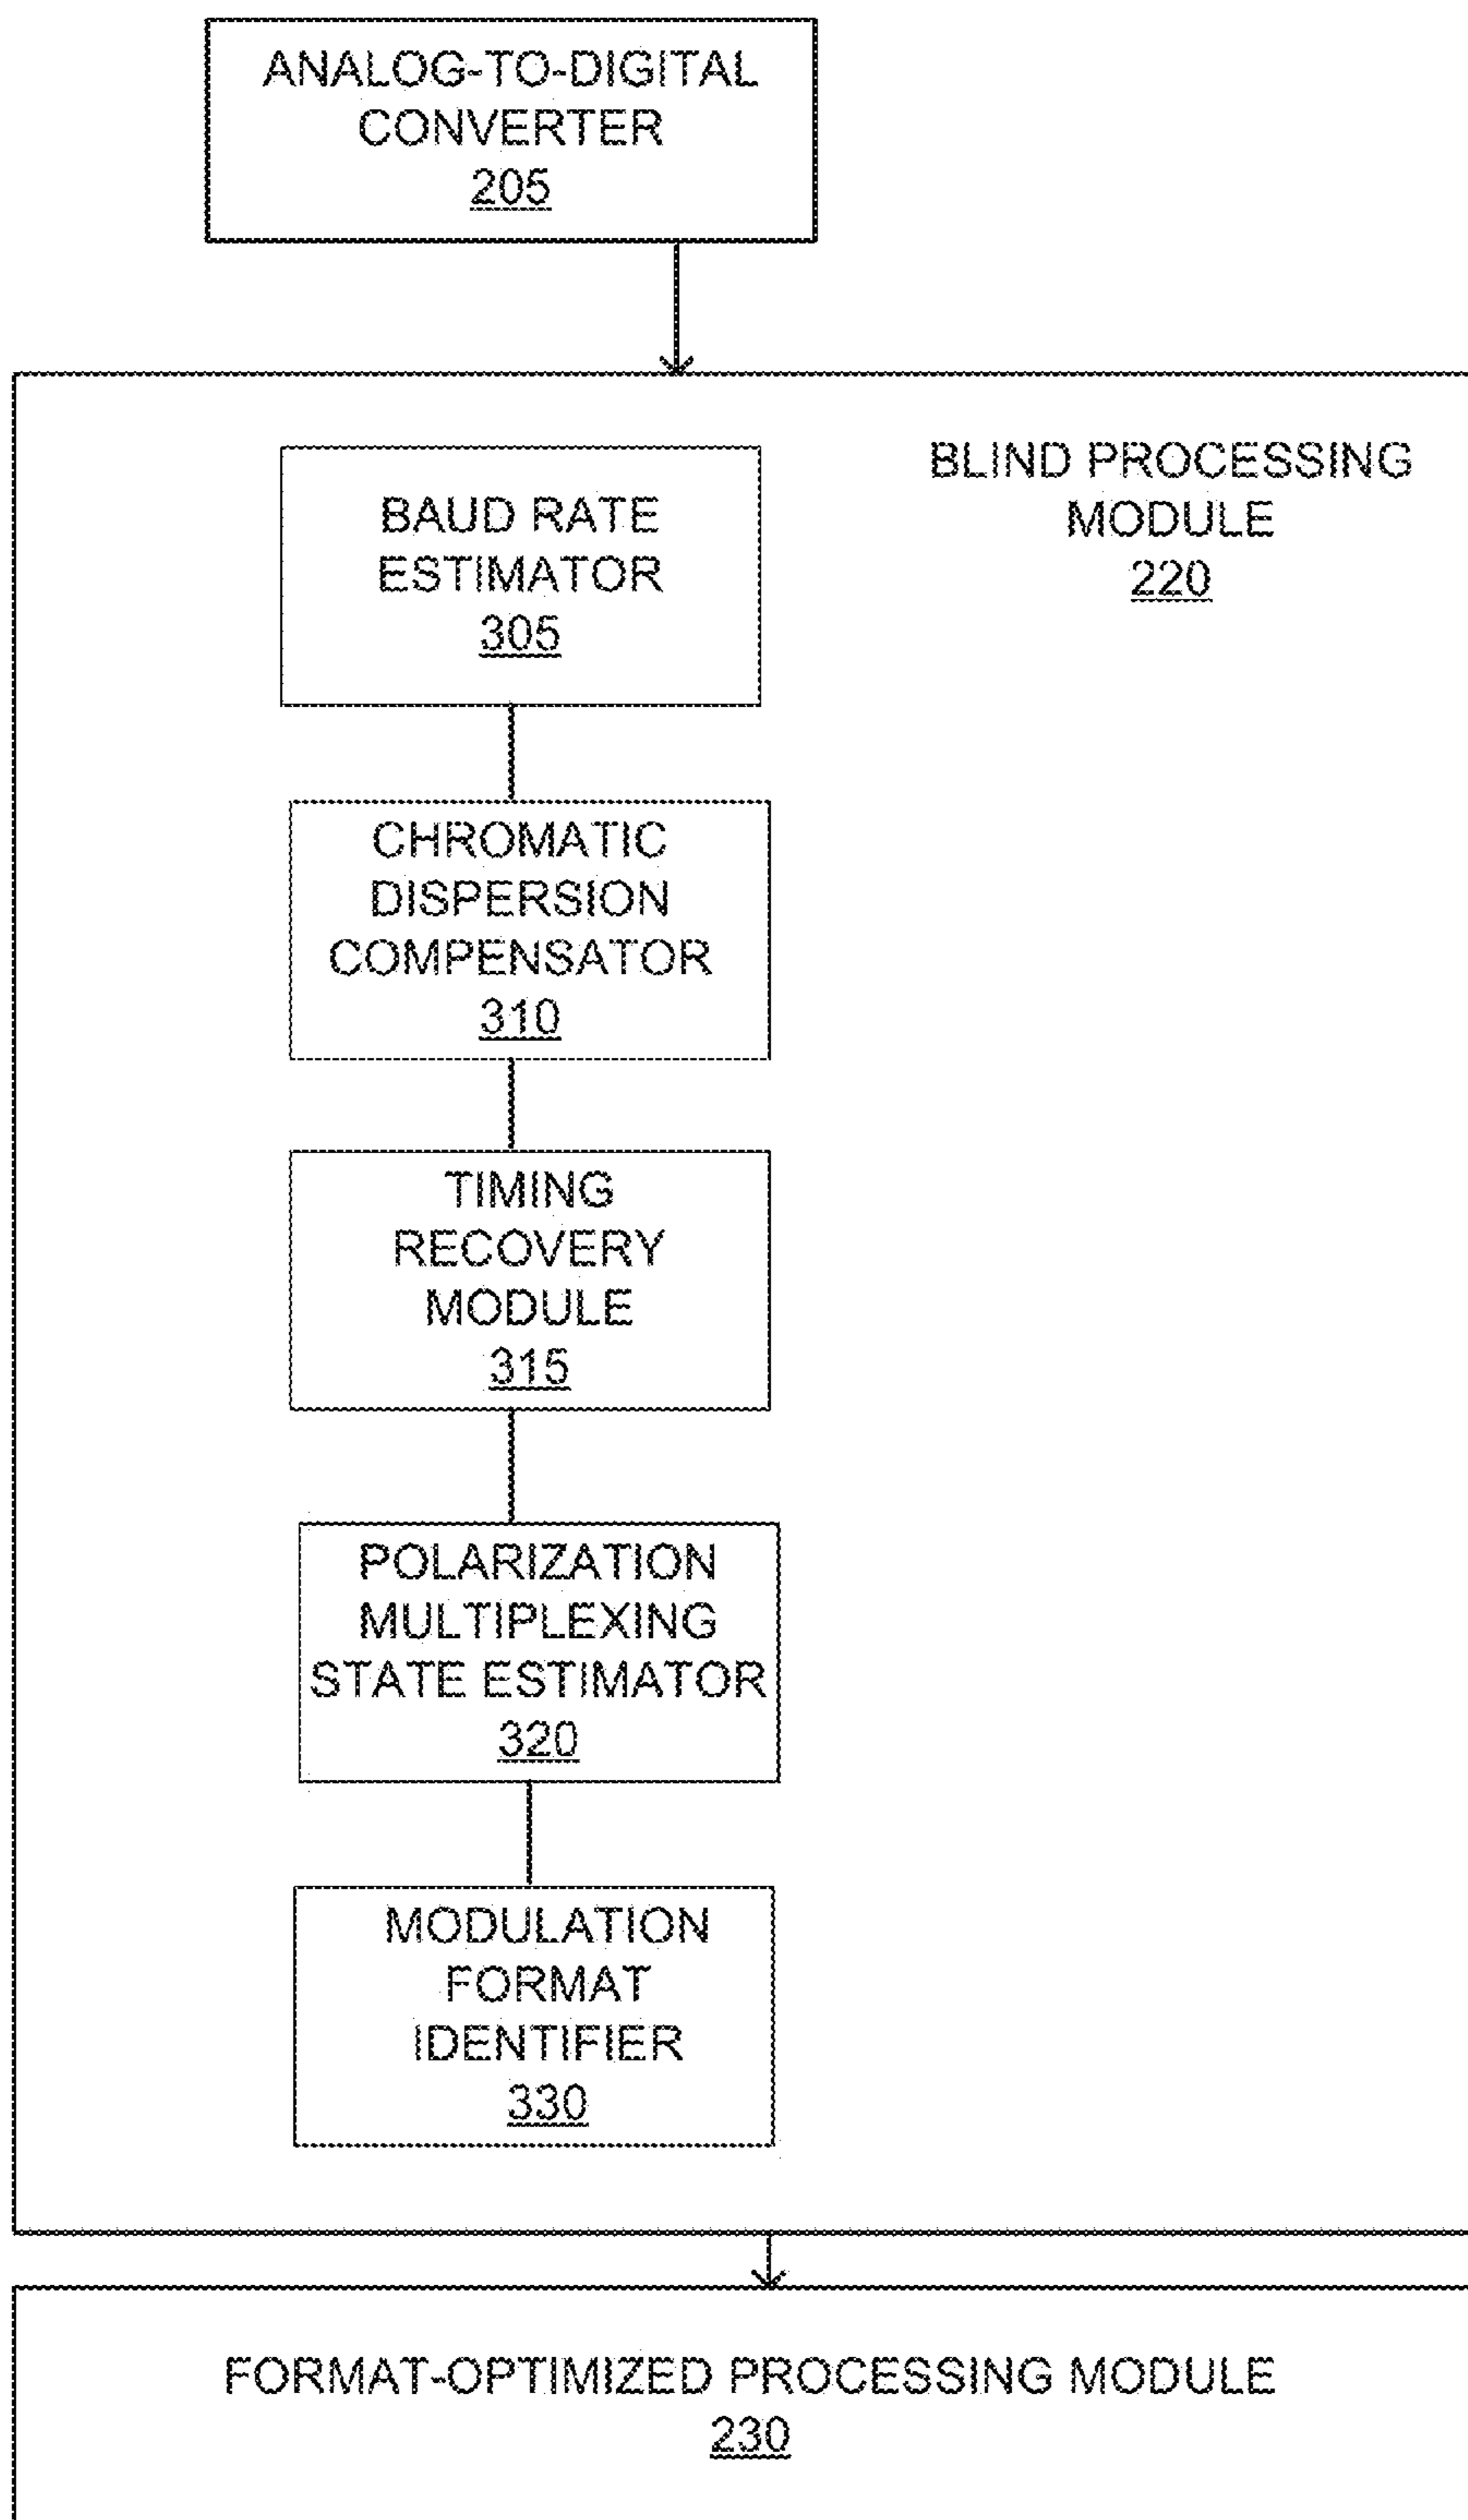 ANALOG-TO-DIGITAL
CONVERTER
205
BLIND PROCESSING
MODULE
220
BAUD RATE
ESTIMATOR
305
CHROMATIC
DISPERSION
COMPENSATOR
310
TIMING
RECOVERY
MODULE
315
POLARIZATION
MULTIPLEXING
STATE ESTIMATOR
320
MODULATION
FORMAT
IDENTIFIER
330
FORMAT-OPTIMIZED PROCESSING MODULE
230